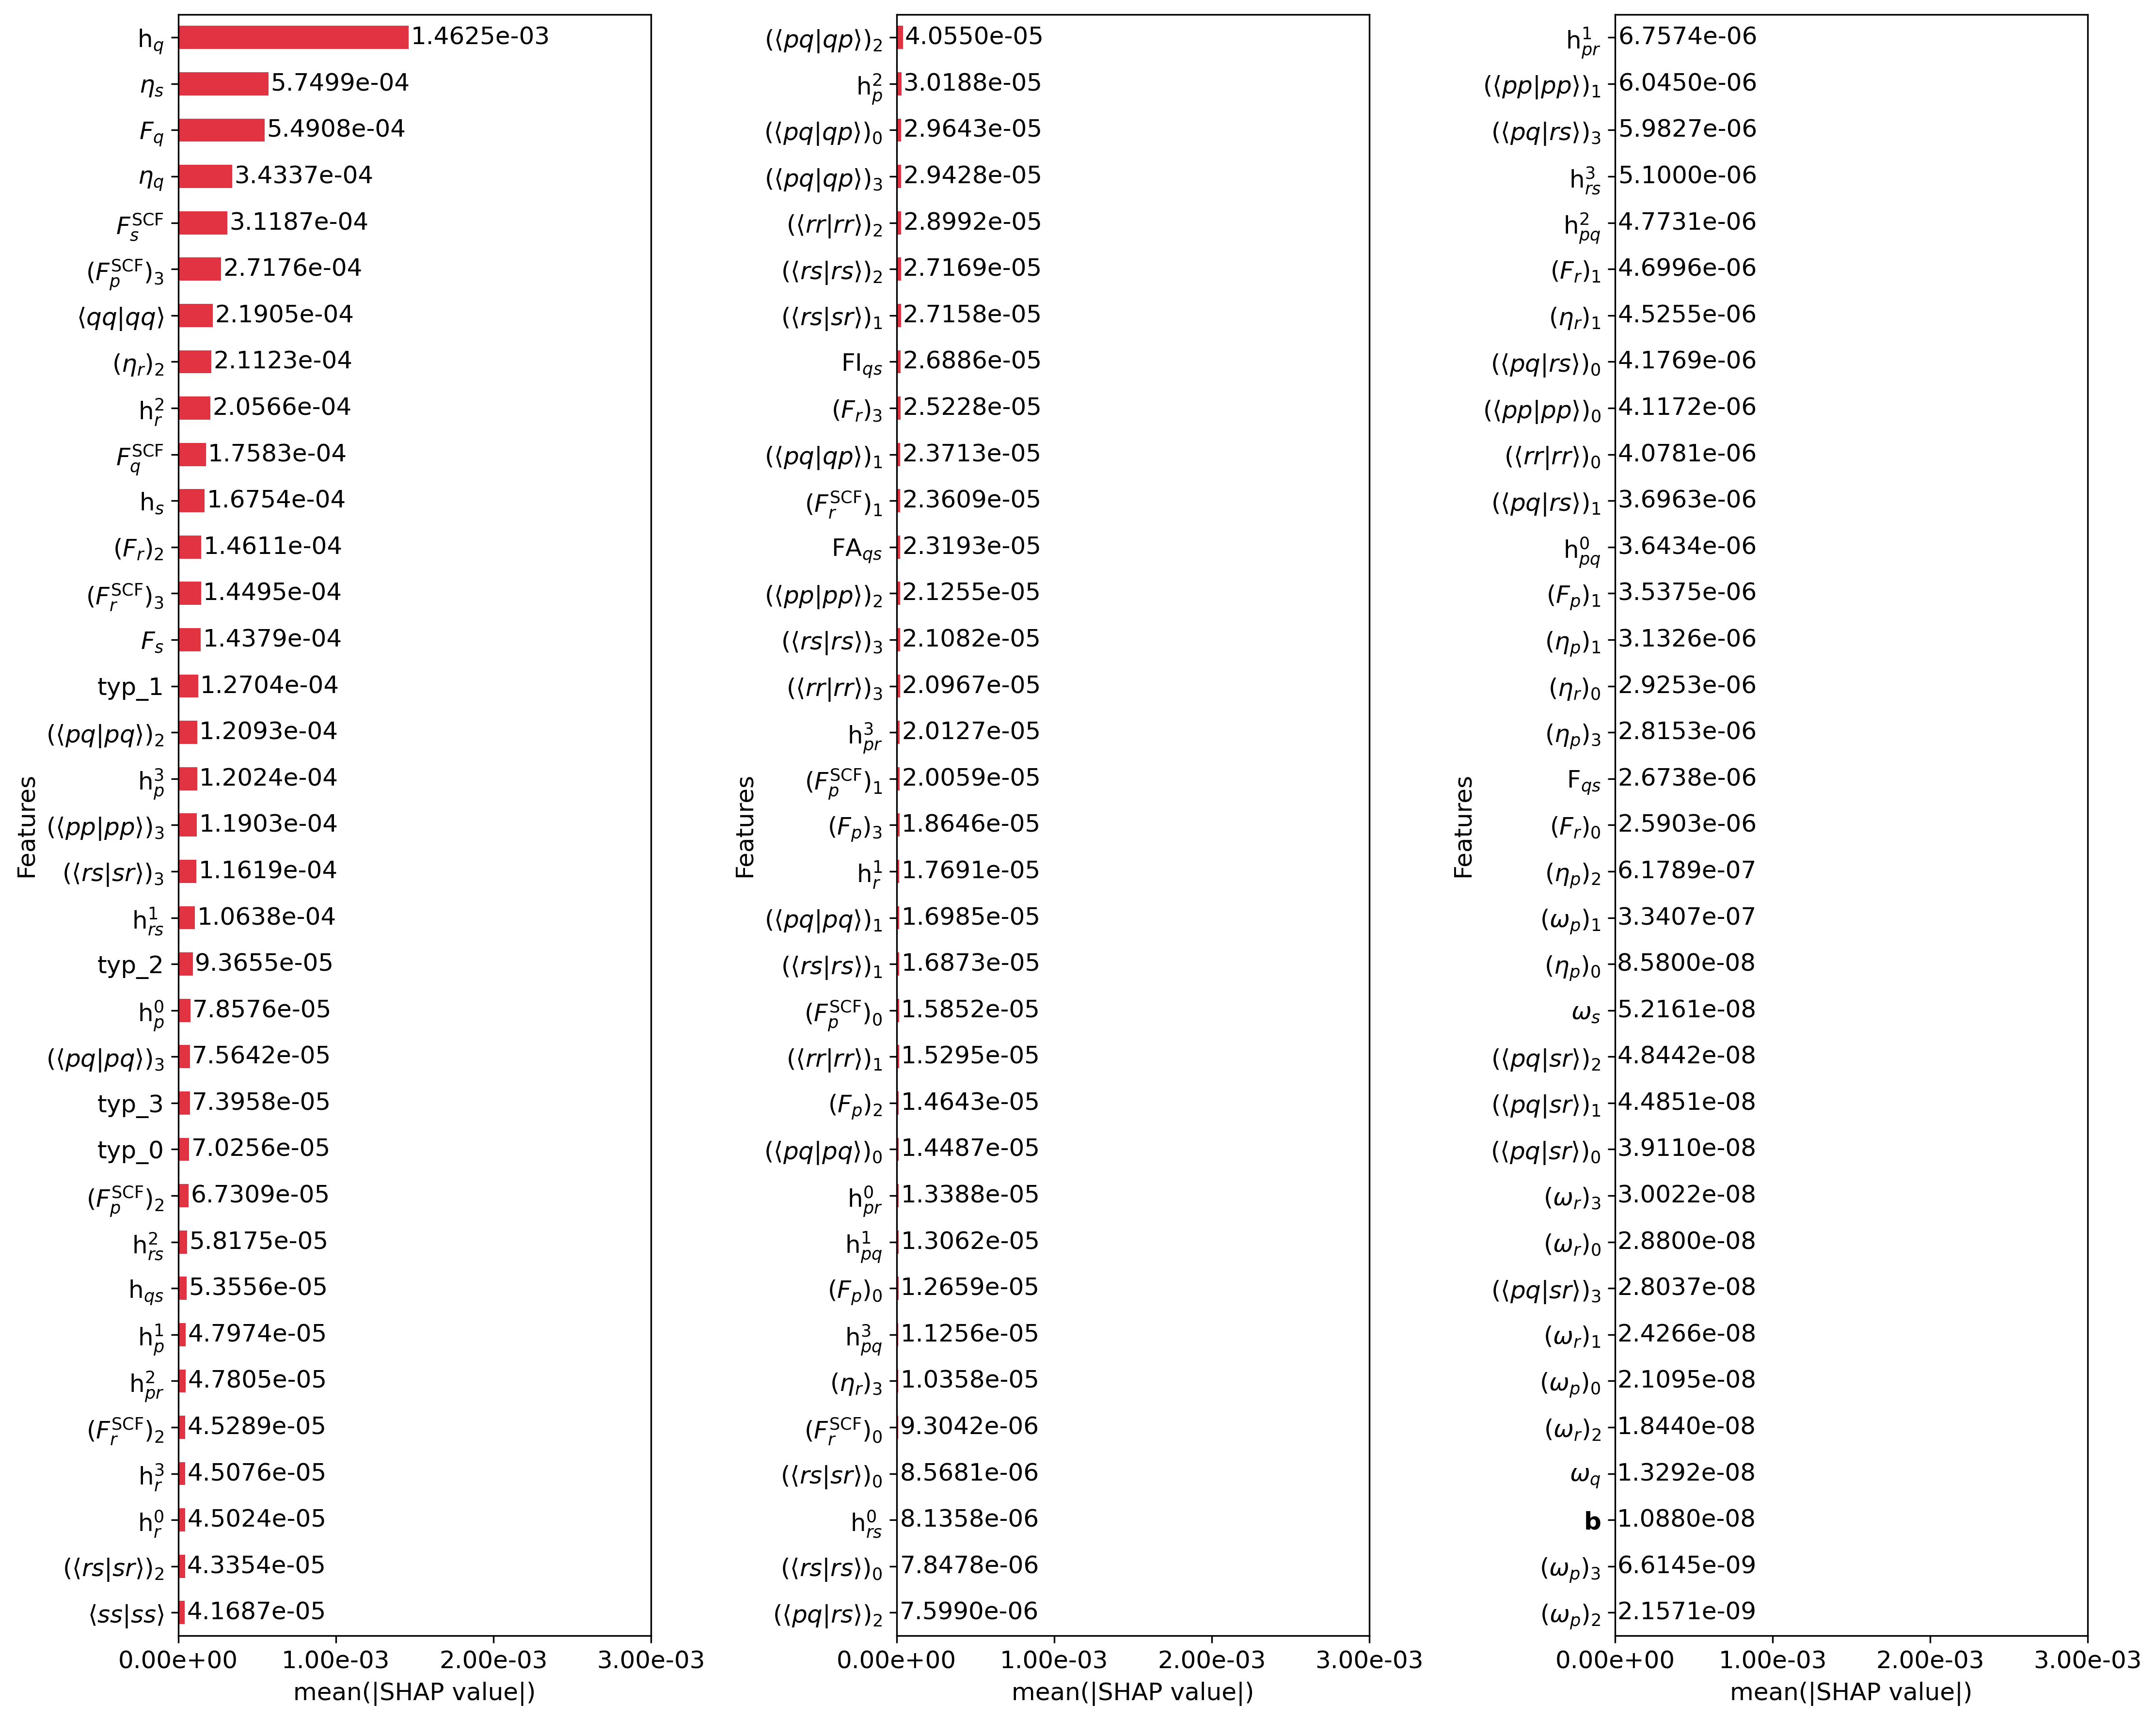 h_q 1.4625e-03
η_s 5.7499e-04
F_q 5.4908e-04
η_q 3.4337e-04
F_s^SCF 3.1187e-04
(F_p^SCF)_3 2.7176e-04
⟨qq|qq⟩ 2.1905e-04
(η_r)_2 2.1123e-04
h_r^2 2.0566e-04
F_q^SCF 1.7583e-04
h_s 1.6754e-04
(F_r)_2 1.4611e-04
(F_r^SCF)_3 1.4495e-04
F_s 1.4379e-04
typ_1 1.2704e-04
(⟨pq|pq⟩)_2 1.2093e-04
h_p^3 1.2024e-04
(⟨pp|pp⟩)_3 1.1903e-04
(⟨rs|sr⟩)_3 1.1619e-04
h_rs^1 1.0638e-04
typ_2 9.3655e-05
h_p^0 7.8576e-05
(⟨pq|pq⟩)_3 7.5642e-05
typ_3 7.3958e-05
typ_0 7.0256e-05
(F_p^SCF)_2 6.7309e-05
h_rs^2 5.8175e-05
h_qs 5.3556e-05
h_p^1 4.7974e-05
h_pr^2 4.7805e-05
(F_r^SCF)_2 4.5289e-05
h_r^3 4.5076e-05
h_r^0 4.5024e-05
(⟨rs|sr⟩)_2 4.3354e-05
⟨ss|ss⟩ 4.1687e-05
Features
0.00e+00 1.00e-03 2.00e-03 3.00e-03
mean(|SHAP value|)
(⟨pq|qp⟩)_2 4.0550e-05
h_p^2 3.0188e-05
(⟨pq|qp⟩)_0 2.9643e-05
(⟨pq|qp⟩)_3 2.9428e-05
(⟨rr|rr⟩)_2 2.8992e-05
(⟨rs|rs⟩)_2 2.7169e-05
(⟨rs|sr⟩)_1 2.7158e-05
FI_qs 2.6886e-05
(F_r)_3 2.5228e-05
(⟨pq|qp⟩)_1 2.3713e-05
(F_r^SCF)_1 2.3609e-05
FA_qs 2.3193e-05
(⟨pp|pp⟩)_2 2.1255e-05
(⟨rs|rs⟩)_3 2.1082e-05
(⟨rr|rr⟩)_3 2.0967e-05
h_pr^3 2.0127e-05
(F_p^SCF)_1 2.0059e-05
(F_p)_3 1.8646e-05
h_r^1 1.7691e-05
(⟨pq|pq⟩)_1 1.6985e-05
(⟨rs|rs⟩)_1 1.6873e-05
(F_p^SCF)_0 1.5852e-05
(⟨rr|rr⟩)_1 1.5295e-05
(F_p)_2 1.4643e-05
(⟨pq|pq⟩)_0 1.4487e-05
h_pr^0 1.3388e-05
h_pq^1 1.3062e-05
(F_p)_0 1.2659e-05
h_pq^3 1.1256e-05
(η_r)_3 1.0358e-05
(F_r^SCF)_0 9.3042e-06
(⟨rs|sr⟩)_0 8.5681e-06
h_rs^0 8.1358e-06
(⟨rs|rs⟩)_0 7.8478e-06
(⟨pq|rs⟩)_2 7.5990e-06
Features
0.00e+00 1.00e-03 2.00e-03 3.00e-03
mean(|SHAP value|)
h_pr^1 6.7574e-06
(⟨pp|pp⟩)_1 6.0450e-06
(⟨pq|rs⟩)_3 5.9827e-06
h_rs^3 5.1000e-06
h_pq^2 4.7731e-06
(F_r)_1 4.6996e-06
(η_r)_1 4.5255e-06
(⟨pq|rs⟩)_0 4.1769e-06
(⟨pp|pp⟩)_0 4.1172e-06
(⟨rr|rr⟩)_0 4.0781e-06
(⟨pq|rs⟩)_1 3.6963e-06
h_pq^0 3.6434e-06
(F_p)_1 3.5375e-06
(η_p)_1 3.1326e-06
(η_r)_0 2.9253e-06
(η_p)_3 2.8153e-06
F_qs 2.6738e-06
(F_r)_0 2.5903e-06
(η_p)_2 6.1789e-07
(ω_p)_1 3.3407e-07
(η_p)_0 8.5800e-08
ω_s 5.2161e-08
(⟨pq|sr⟩)_2 4.8442e-08
(⟨pq|sr⟩)_1 4.4851e-08
(⟨pq|sr⟩)_0 3.9110e-08
(ω_r)_3 3.0022e-08
(ω_r)_0 2.8800e-08
(⟨pq|sr⟩)_3 2.8037e-08
(ω_r)_1 2.4266e-08
(ω_p)_0 2.1095e-08
(ω_r)_2 1.8440e-08
ω_q 1.3292e-08
b 1.0880e-08
(ω_p)_3 6.6145e-09
(ω_p)_2 2.1571e-09
Features
0.00e+00 1.00e-03 2.00e-03 3.00e-03
mean(|SHAP value|)